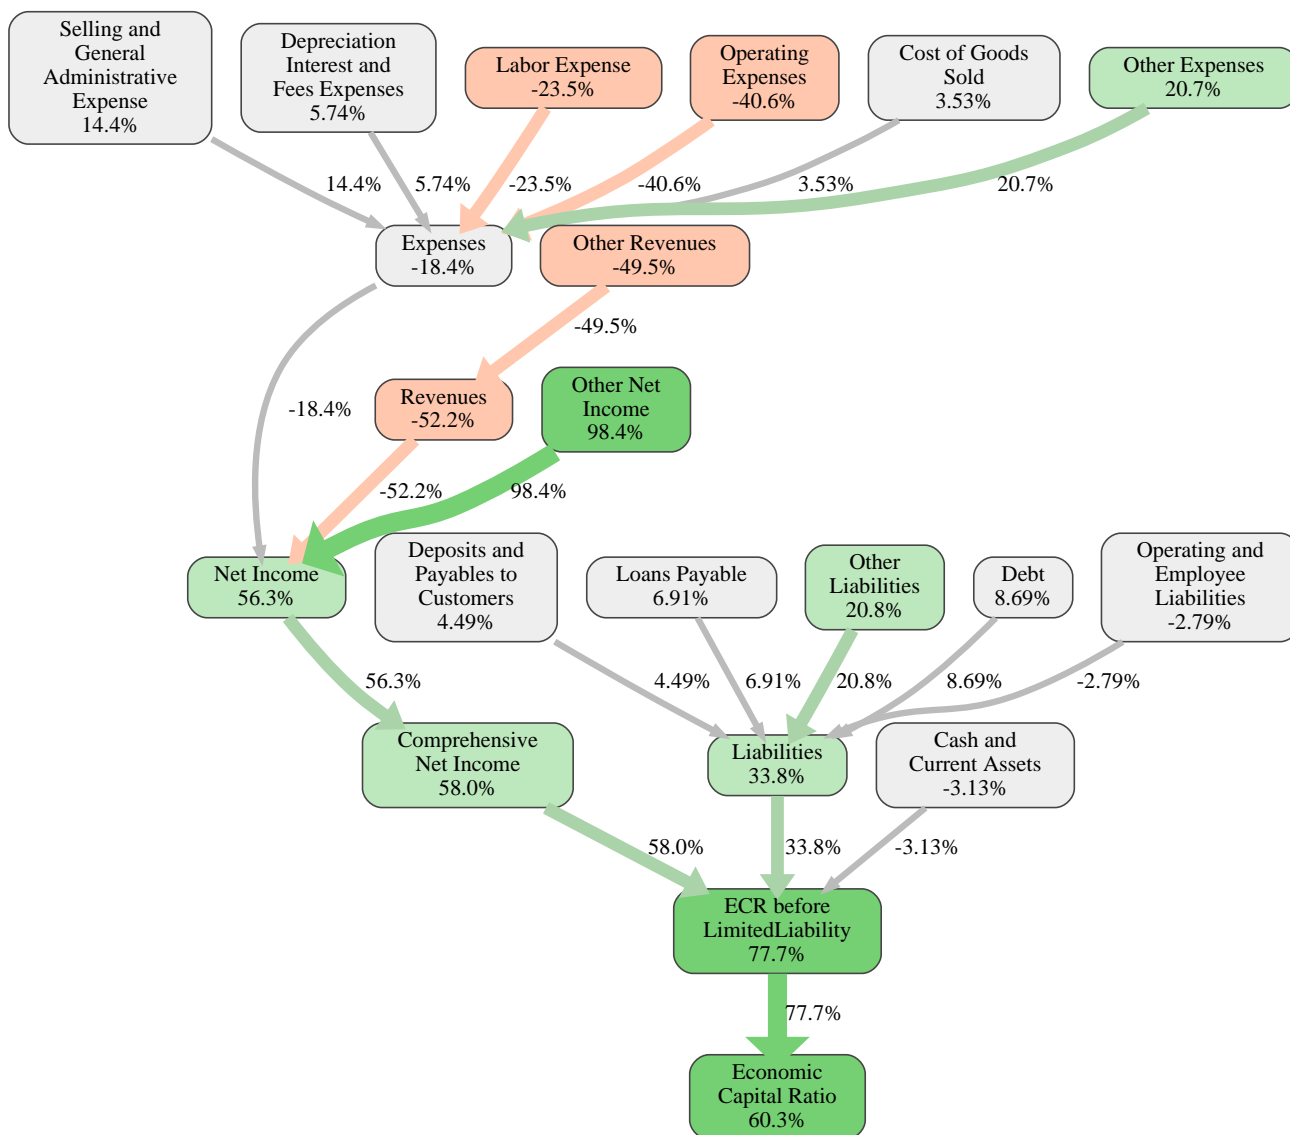 Selling and
General
Administrative
Expense
14.4%
Depreciation
Interest and
Fees Expenses
5.74%
Labor Expense
-23.5%
Operating
Expenses
-40.6%
Cost of Goods
Sold
3.53%
Other Expenses
20.7%
14.4%
5.74%
-23.5%
-40.6%
3.53%
20.7%
Expenses
-18.4%
Other Revenues
-49.5%
-49.5%
-18.4%
Revenues
-52.2%
Other Net
Income
98.4%
-52.2%
98.4%
Net Income
56.3%
Deposits and
Payables to
Customers
4.49%
Loans Payable
6.91%
Other
Liabilities
20.8%
Debt
8.69%
Operating and
Employee
Liabilities
-2.79%
56.3%
4.49%
6.91%
20.8%
8.69%
-2.79%
Comprehensive
Net Income
58.0%
Liabilities
33.8%
Cash and
Current Assets
-3.13%
58.0%
33.8%
-3.13%
ECR before
LimitedLiability
77.7%
77.7%
Economic
Capital Ratio
60.3%